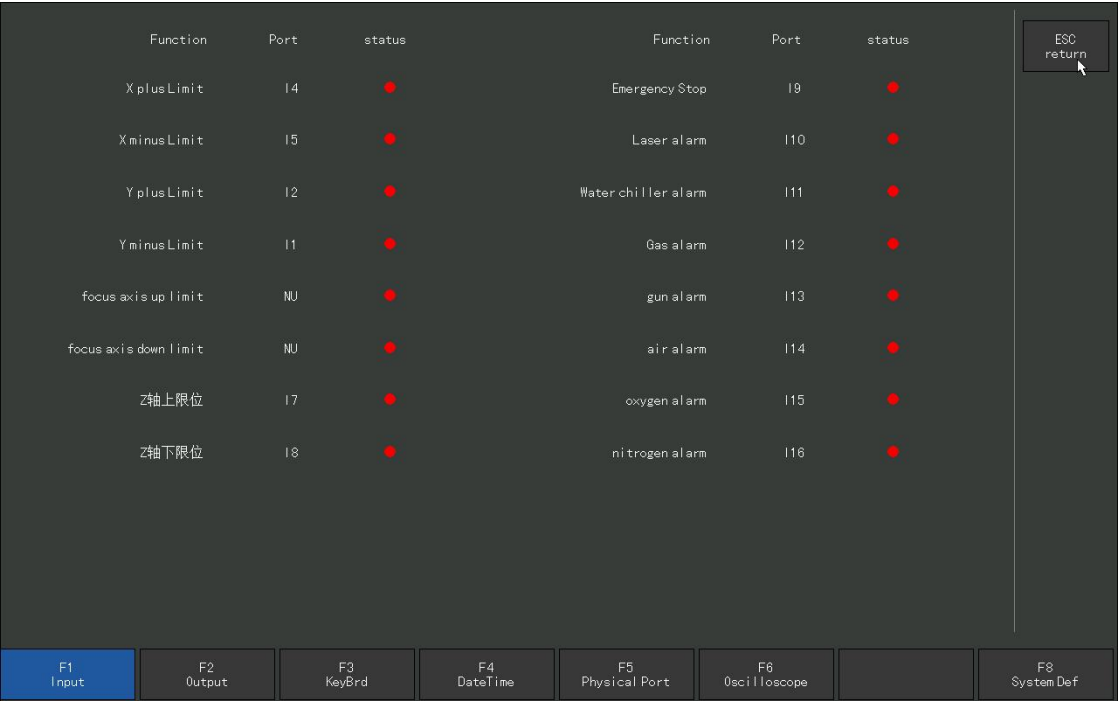 Function Port status Function Port status
ESC
return
X plus Limit I4 Emergency Stop I9
X minus Limit I5 Laser alarm I10
Y plus Limit I2 Water chiller alarm I11
Y minus Limit I1 Gas alarm I12
focus axis up limit NU gun alarm I13
focus axis down limit NU air alarm I14
Z轴上限位 I7 oxygen alarm I15
Z轴下限位 I8 nitrogen alarm I16
F1 F2 F3 F4 F5 F6 F8
Input Output KeyBrd DateTime Physical Port Oscilloscope System Def